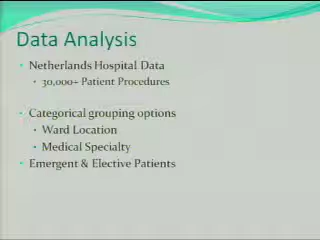 Data Analysis
Netherlands Hospital Data
30,000+ Patient Procedures
Categorical grouping options
Ward Location
Medical Specialty
Emergent & Elective Patients